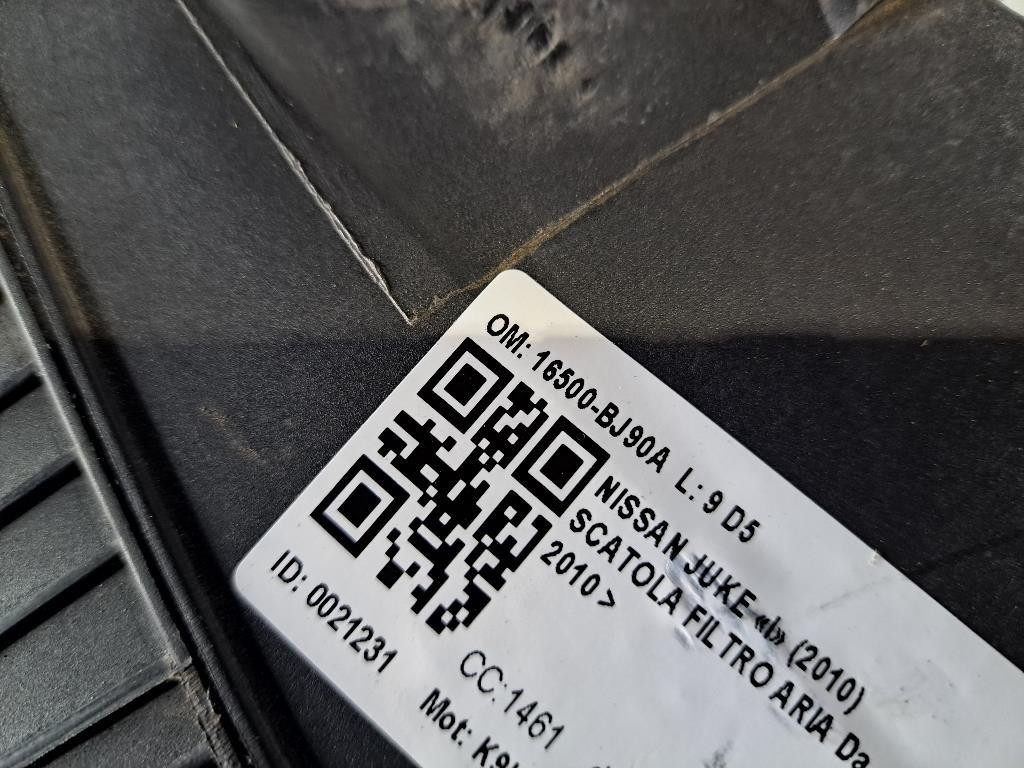 OM: 16500-BJ90A L: 9 D5
NISSAN JUKE «I» (2010)
SCATOLA FILTRO ARIA Da
2010 >
ID: 0021231
CC:1461
Mot: